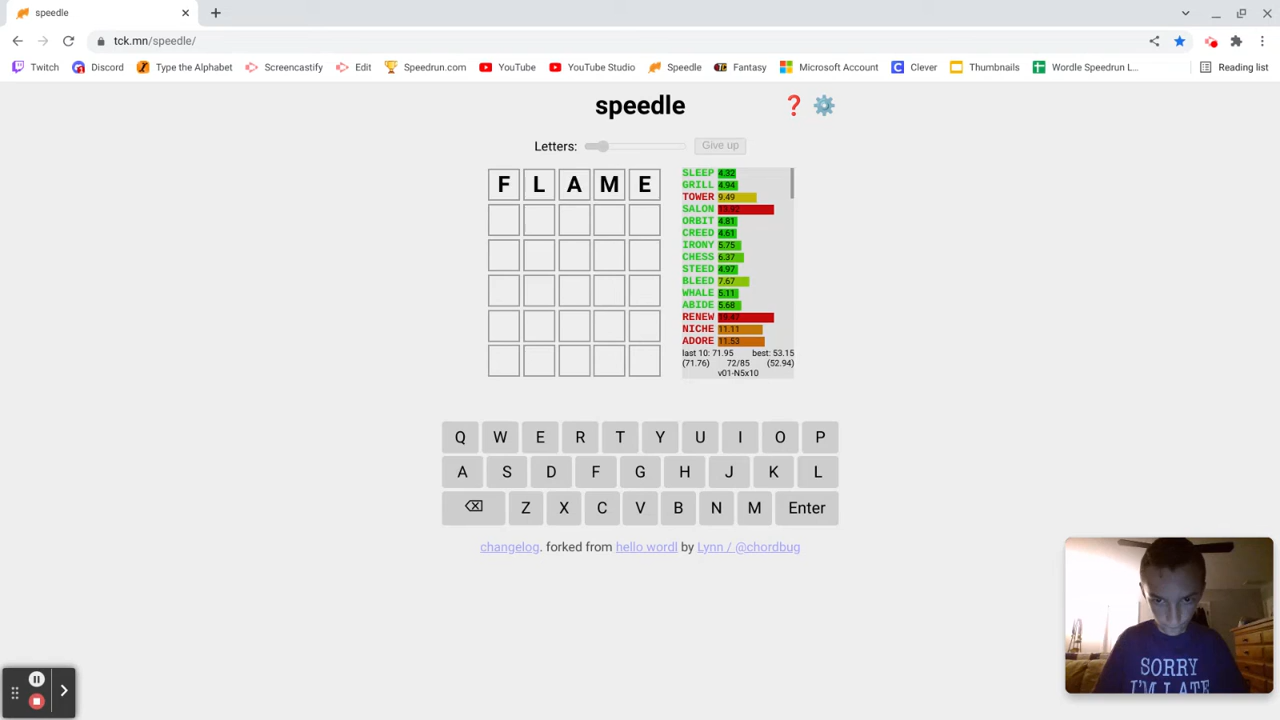 speedle
tck.mn/speedle/
Twitch Discord Type the Alphabet Screencastify Edit Speedrun.com YouTube YouTube Studio Speedle Fantasy Microsoft Account Clever Thumbnails Wordle Speedrun L... Reading list
speedle
Letters: Give up
F L A M E
SLEEP 4.32
GRILL 4.94
TOWER 9.49
SALON 13.92
ORBIT 4.81
CREED 4.61
IRONY 5.75
CHESS 6.37
STEED 4.97
BLEED 7.67
WHALE 5.11
ABIDE 5.68
RENEW
NICHE 11.11
ADORE 11.53
last 10: 71.95 best: 53.15
(71.76) 72/85 (52.94)
v01-N5x10
Q W E R T Y U I O P
A S D F G H J K L
Z X C V B N M Enter
changelog. forked from hello wordl by Lynn / @chordbug
SORRY
I'M LATE